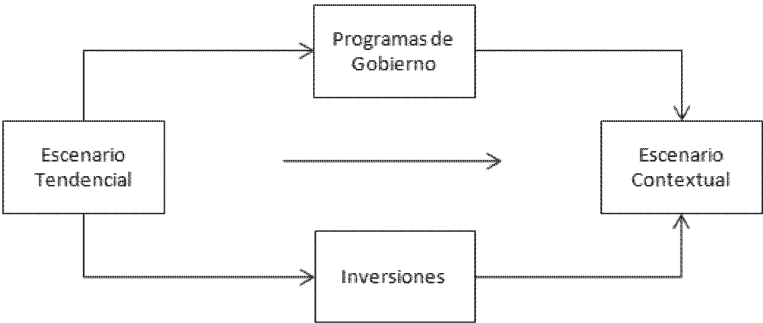 Programas de
Gobierno
Escenario
Tendencial
Escenario
Contextual
Inversiones